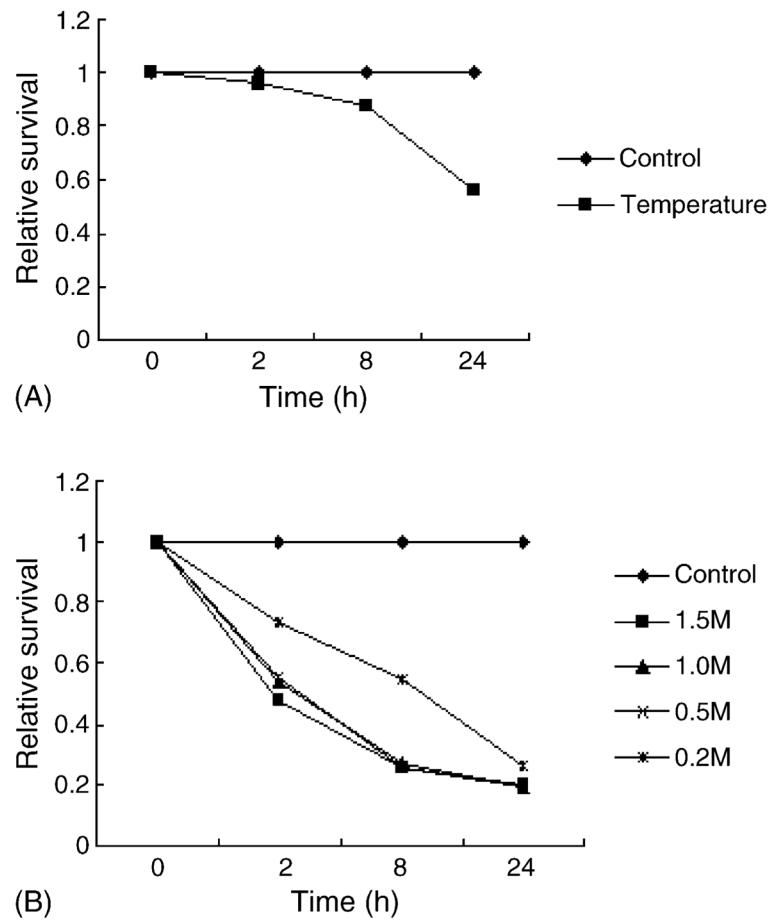 1.2
1
0.8
0.6
0.4
0.2
0
Relative survival
0 2 8 24
Time (h)
Control
Temperature
(A)
1.2
1
0.8
0.6
0.4
0.2
0
Relative survival
0 2 8 24
Time (h)
Control
1.5M
1.0M
0.5M
0.2M
(B)